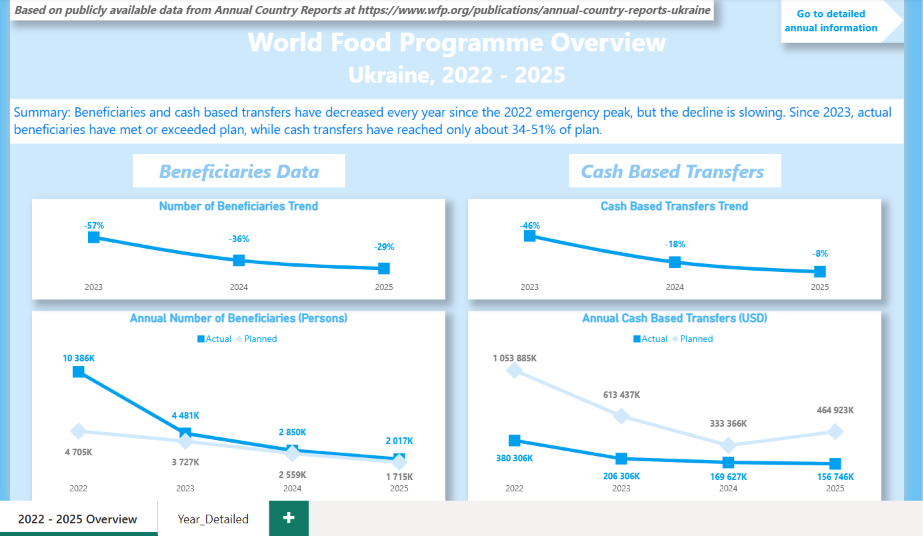 Based on publicly available data from Annual Country Reports at https://www.wfp.org/publications/annual-country-reports-ukraine
Go to detailed
annual information
World Food Programme Overview
Ukraine, 2022 - 2025
Summary: Beneficiaries and cash based transfers have decreased every year since the 2022 emergency peak, but the decline is slowing. Since 2023, actual
beneficiaries have met or exceeded plan, while cash transfers have reached only about 34-51% of plan.
Beneficiaries Data
Number of Beneficiaries Trend
-57%
-36%
-29%
2023 2024 2025
Annual Number of Beneficiaries (Persons)
Actual Planned
10 386K
4 481K
2 850K
2 017K
4 705K
3 727K
2 559K
1 715K
2022 2023 2024 2025
Cash Based Transfers
Cash Based Transfers Trend
-46%
-18%
-8%
2023 2024 2025
Annual Cash Based Transfers (USD)
Actual Planned
1 053 885K
613 437K
333 366K
464 923K
380 306K
206 306K
169 627K
156 746K
2022 2023 2024 2025
2022 - 2025 Overview
Year_Detailed
+